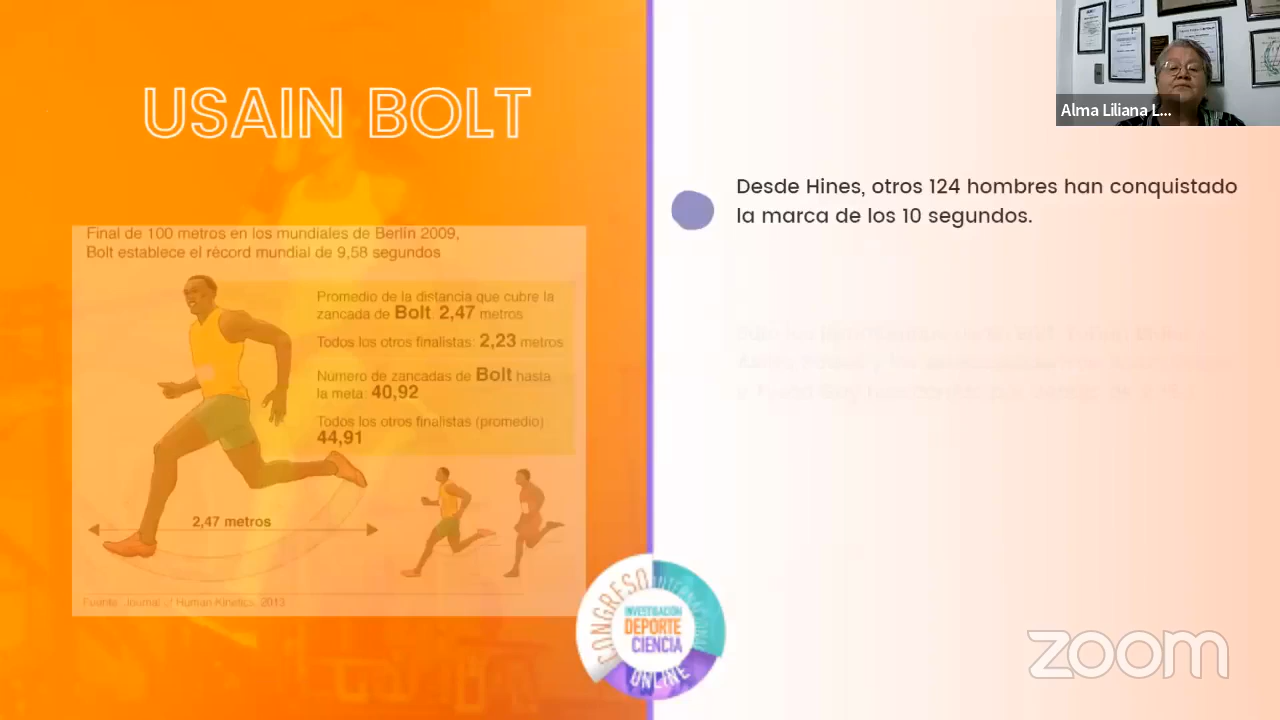 USAIN BOLT
Final de 100 metros en los mundiales de Berlín 2009,
Bolt establece el récord mundial de 9,58 segundos
Promedio de la distancia que cubre la
zancada de Bolt 2,47 metros
Todos los otros finalistas: 2,23 metros
Número de zancadas de Bolt hasta
la meta: 40,92
Todos los otros finalistas (promedio)
44,91
2,47 metros
Fuente: Journal of Human Kinetics, 2013
Desde Hines, otros 124 hombres han conquistado
la marca de los 10 segundos.
Alma Liliana L...
CONGRESO INTERNACIONAL
INVESTIGACIÓN
DEPORTE
CIENCIA
ONLINE
zoom